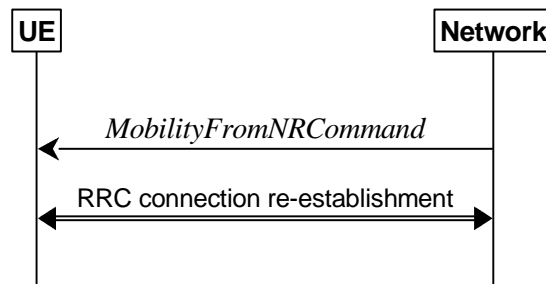 UE
Network
MobilityFromNRCommand
RRC connection re-establishment